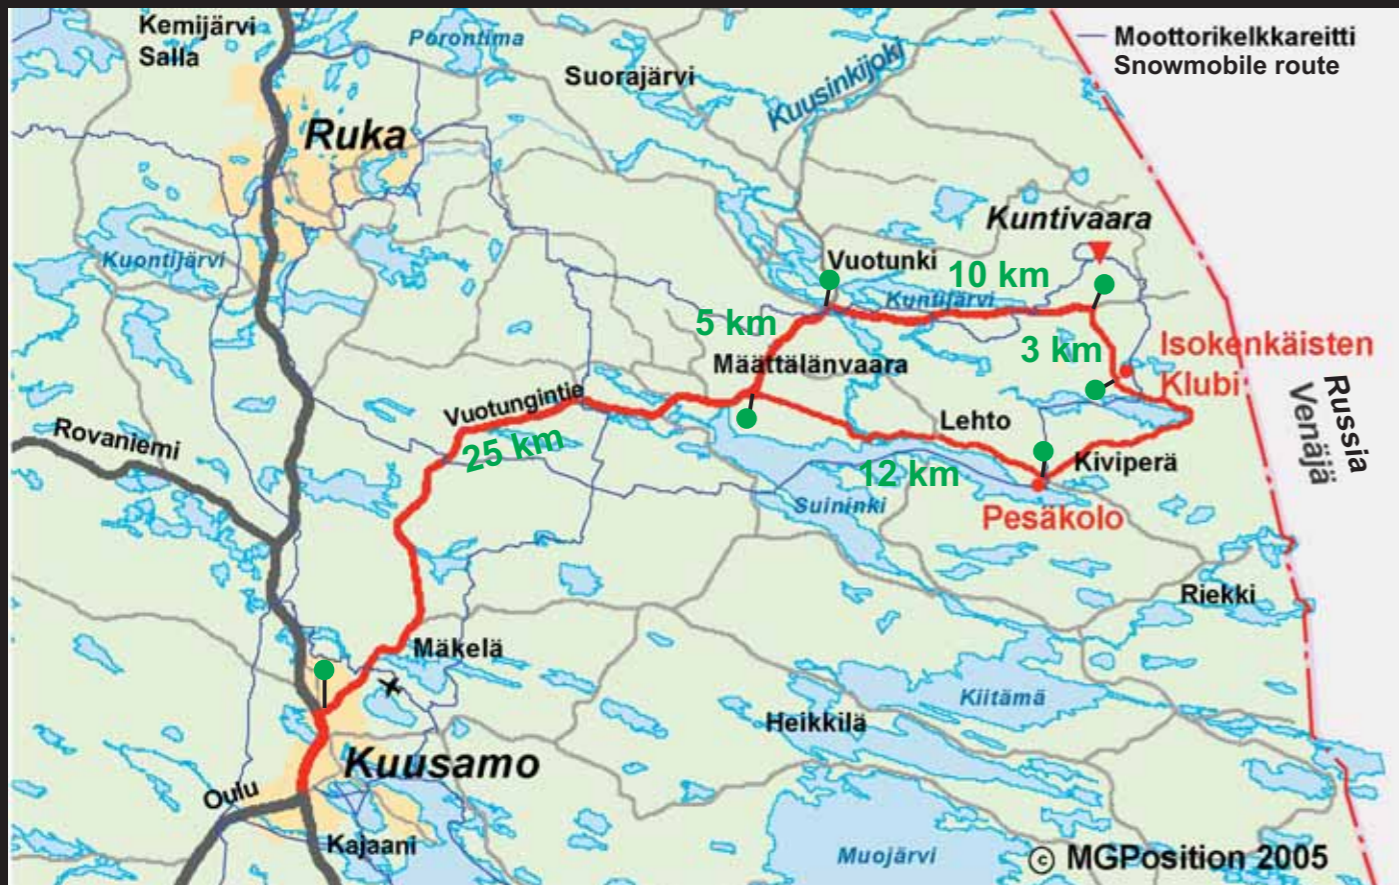 Kemijärvi
Salla
Porontima
Suorajärvi
Kuusinkijoki
Moottorikelkkareitti
Snowmobile route
Ruka
Kuntivaara
Kuontijärvi
Vuotunki
10 km
Kuntijärvi
5 km
Määttälänvaara
3 km
Isokenkäisten
Klubi
Russia
Venäjä
Vuotungintie
25 km
Lehto
Rovaniemi
12 km
Kiviperä
Suininki
Pesäkolo
Riekki
Mäkelä
Kiitämä
Heikkilä
Kuusamo
Oulu
Kajaani
Muojärvi
© MGPosition 2005